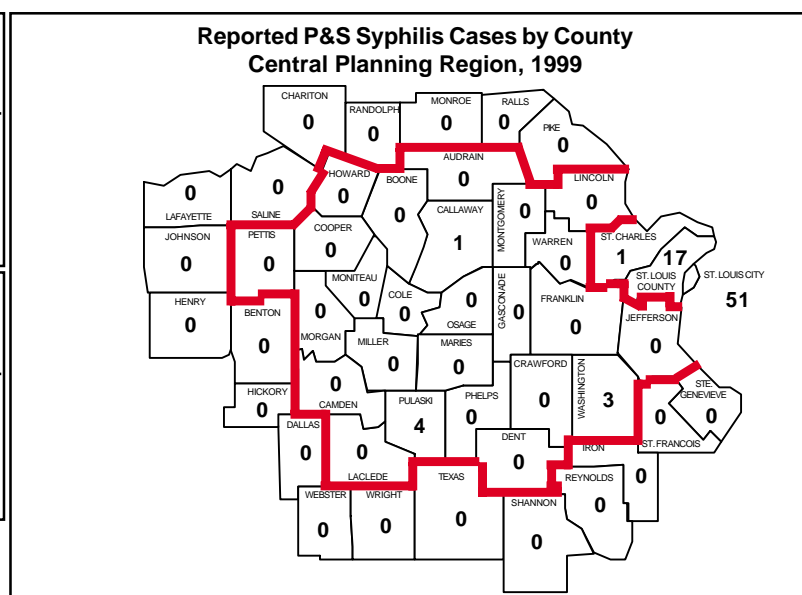 Reported P&S Syphilis Cases by County
Central Planning Region, 1999
CHARITON
0
RANDOLPH
0
MONROE
0
RALLS
0
PIKE
0
AUDRAIN
0
HOWARD
0
BOONE
0
LINCOLN
0
0
LAFAYETTE
0
SALINE
CALLAWAY
1
MONTGOMERY
0
JOHNSON
0
PETTIS
0
COOPER
0
WARREN
0
ST. CHARLES
1
17
ST. LOUIS
COUNTY
ST. LOUIS CITY
51
MONITEAU
0
COLE
0
0
OSAGE
GASCONADE
0
FRANKLIN
0
HENRY
0
BENTON
0
0
MORGAN
MILLER
0
MARIES
0
JEFFERSON
0
HICKORY
0
0
CAMDEN
PULASKI
4
PHELPS
0
CRAWFORD
0
WASHINGTON
3
STE.
GENEVIEVE
0
0
ST. FRANCOIS
DALLAS
0
0
LACLEDE
DENT
0
IRON
0
WEBSTER
0
WRIGHT
0
TEXAS
0
SHANNON
0
REYNOLDS
0